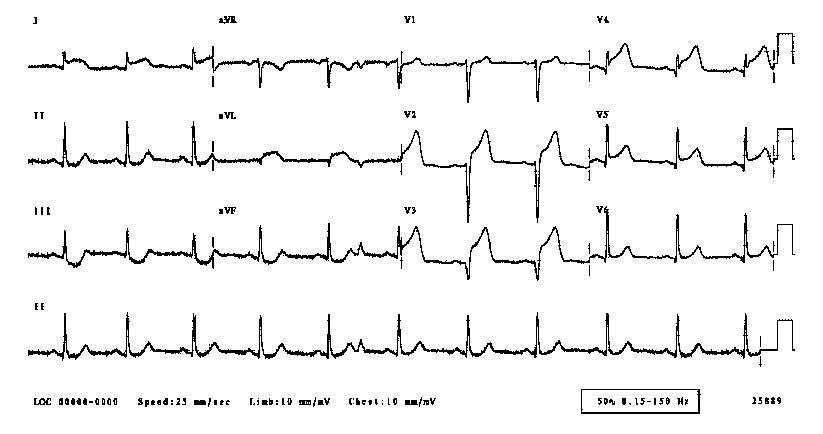 I aVR V1 V4
II aVL V2 V5
III aVF V3 V6
II
LOC 00000-0000 Speed:25 mm/sec Limb:10 mm/mV Chest:10 mm/mV 50~ 0.15-150 Hz 25889